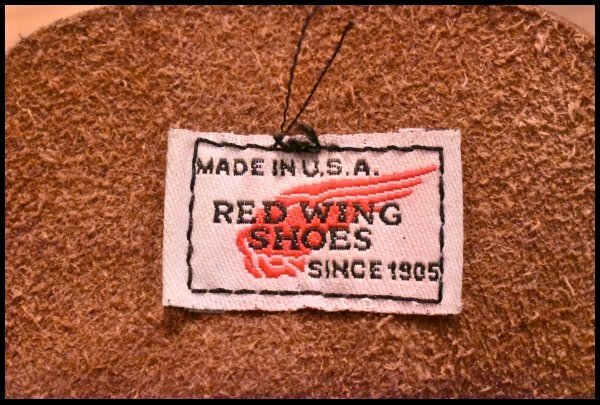 MADE IN U.S.A.
RED WING
SHOES
SINCE 1905